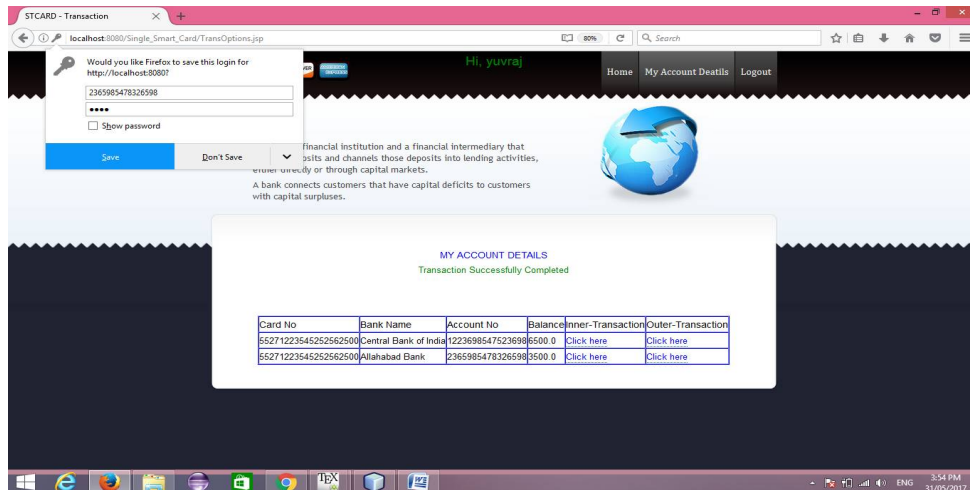 STCARD - Transaction
localhost:8080/Single_Smart_Card/TransOptions.jsp
80%
Search
Would you like Firefox to save this login for
http://localhost:8080?
2365985478326598
Show password
Save
Don't Save
Hi, yuvraj
Home My Account Deatils Logout
financial institution and a financial intermediary that
osits and channels those deposits into lending activities,
either directly or through capital markets.
A bank connects customers that have capital deficits to customers
with capital surpluses.
MY ACCOUNT DETAILS
Transaction Successfully Completed
Card No Bank Name Account No Balance Inner-Transaction Outer-Transaction
55271223545252562500 Central Bank of India 1223698547523698 6500.0 Click here Click here
55271223545252562500 Allahabad Bank 2365985478326598 3500.0 Click here Click here
TEX
ENG
3:54 PM
31/05/2017